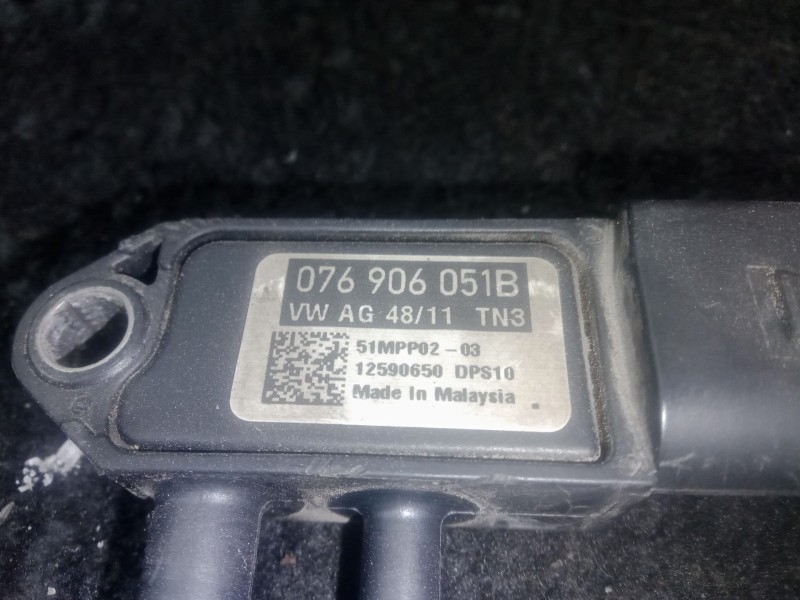 076 906 051B
VW AG 48/11 TN3
51MPP02-03
12590650 DPS10
Made In Malaysia